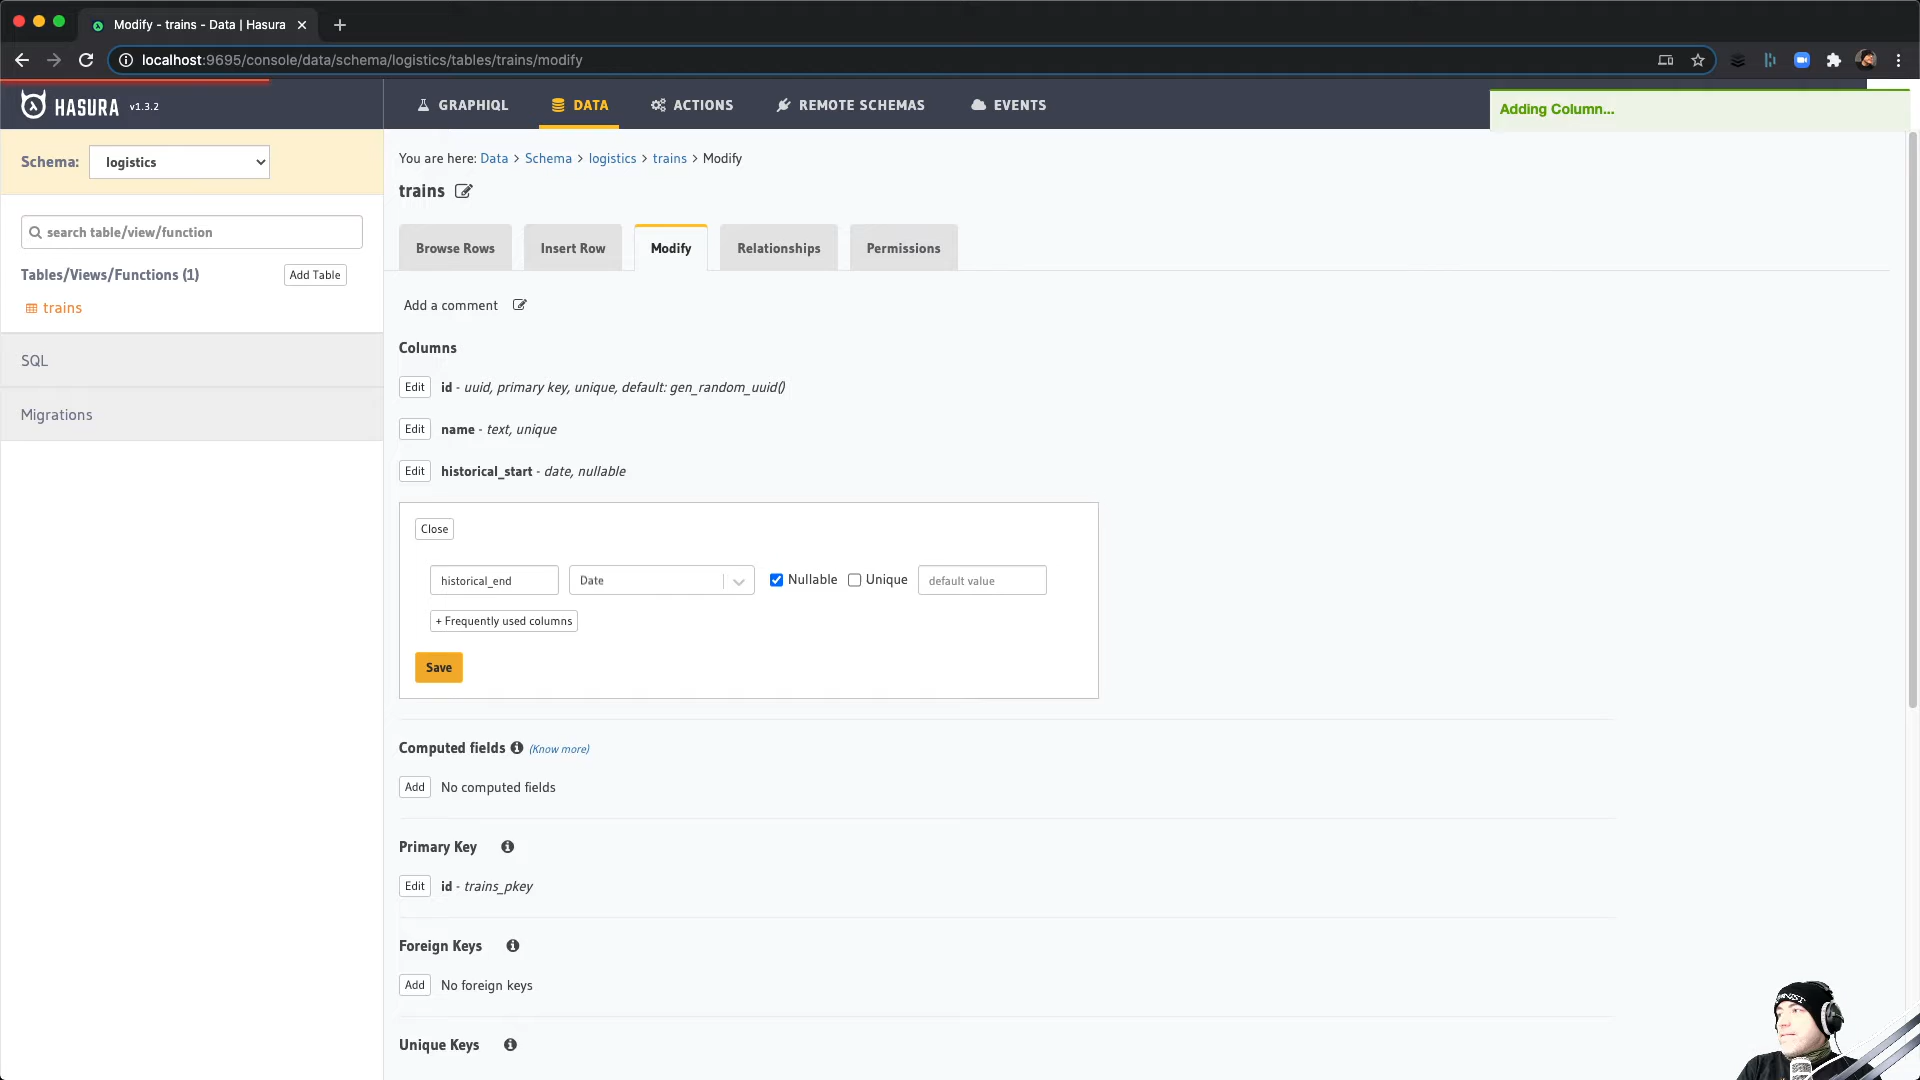 Modify - trains - Data | Hasura
localhost:9695/console/data/schema/logistics/tables/trains/modify
HASURA v1.3.2
GRAPHIQL
DATA
ACTIONS
REMOTE SCHEMAS
EVENTS
Adding Column...
Schema:
logistics
search table/view/function
Tables/Views/Functions (1)
Add Table
trains
SQL
Migrations
You are here: Data > Schema > logistics > trains > Modify
trains
Browse Rows
Insert Row
Modify
Relationships
Permissions
Add a comment
Columns
Edit id - uuid, primary key, unique, default: gen_random_uuid()
Edit name - text, unique
Edit historical_start - date, nullable
Close
historical_end Date Nullable Unique default value
+ Frequently used columns
Save
Computed fields (Know more)
Add No computed fields
Primary Key
Edit id - trains_pkey
Foreign Keys
Add No foreign keys
Unique Keys